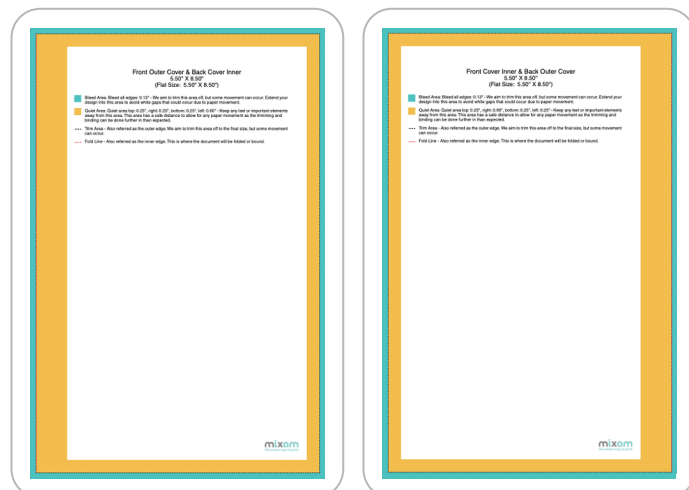 Front Outer Cover & Back Cover Inner
5.50" X 8.50"
(Flat Size: 5.50" X 8.50")
Bleed Area: Bleed all edges: 0.13" - We aim to trim this area off, but some movement can occur. Extend your
design into this area to avoid white gaps that could occur due to paper movement.
Quiet Area: Quiet area top: 0.25", right: 0.25", bottom: 0.25", left: 0.60" - Keep any text or important elements
away from this area. This area has a safe distance to allow for any paper movement as the trimming and
binding can be done further in than expected.
Trim Area - Also referred as the outer edge. We aim to trim this area off to the final size, but some movement
can occur.
Fold Line - Also referred as the inner edge. This is where the document will be folded or bound.
mixam
Front Cover Inner & Back Outer Cover
5.50" X 8.50"
(Flat Size: 5.50" X 8.50")
Bleed Area: Bleed all edges: 0.13" - We aim to trim this area off, but some movement can occur. Extend your
design into this area to avoid white gaps that could occur due to paper movement.
Quiet Area: Quiet area top: 0.25", right: 0.60", bottom: 0.25", left: 0.25" - Keep any text or important elements
away from this area. This area has a safe distance to allow for any paper movement as the trimming and
binding can be done further in than expected.
Trim Area - Also referred as the outer edge. We aim to trim this area off to the final size, but some movement
can occur.
Fold Line - Also referred as the inner edge. This is where the document will be folded or bound.
mixam